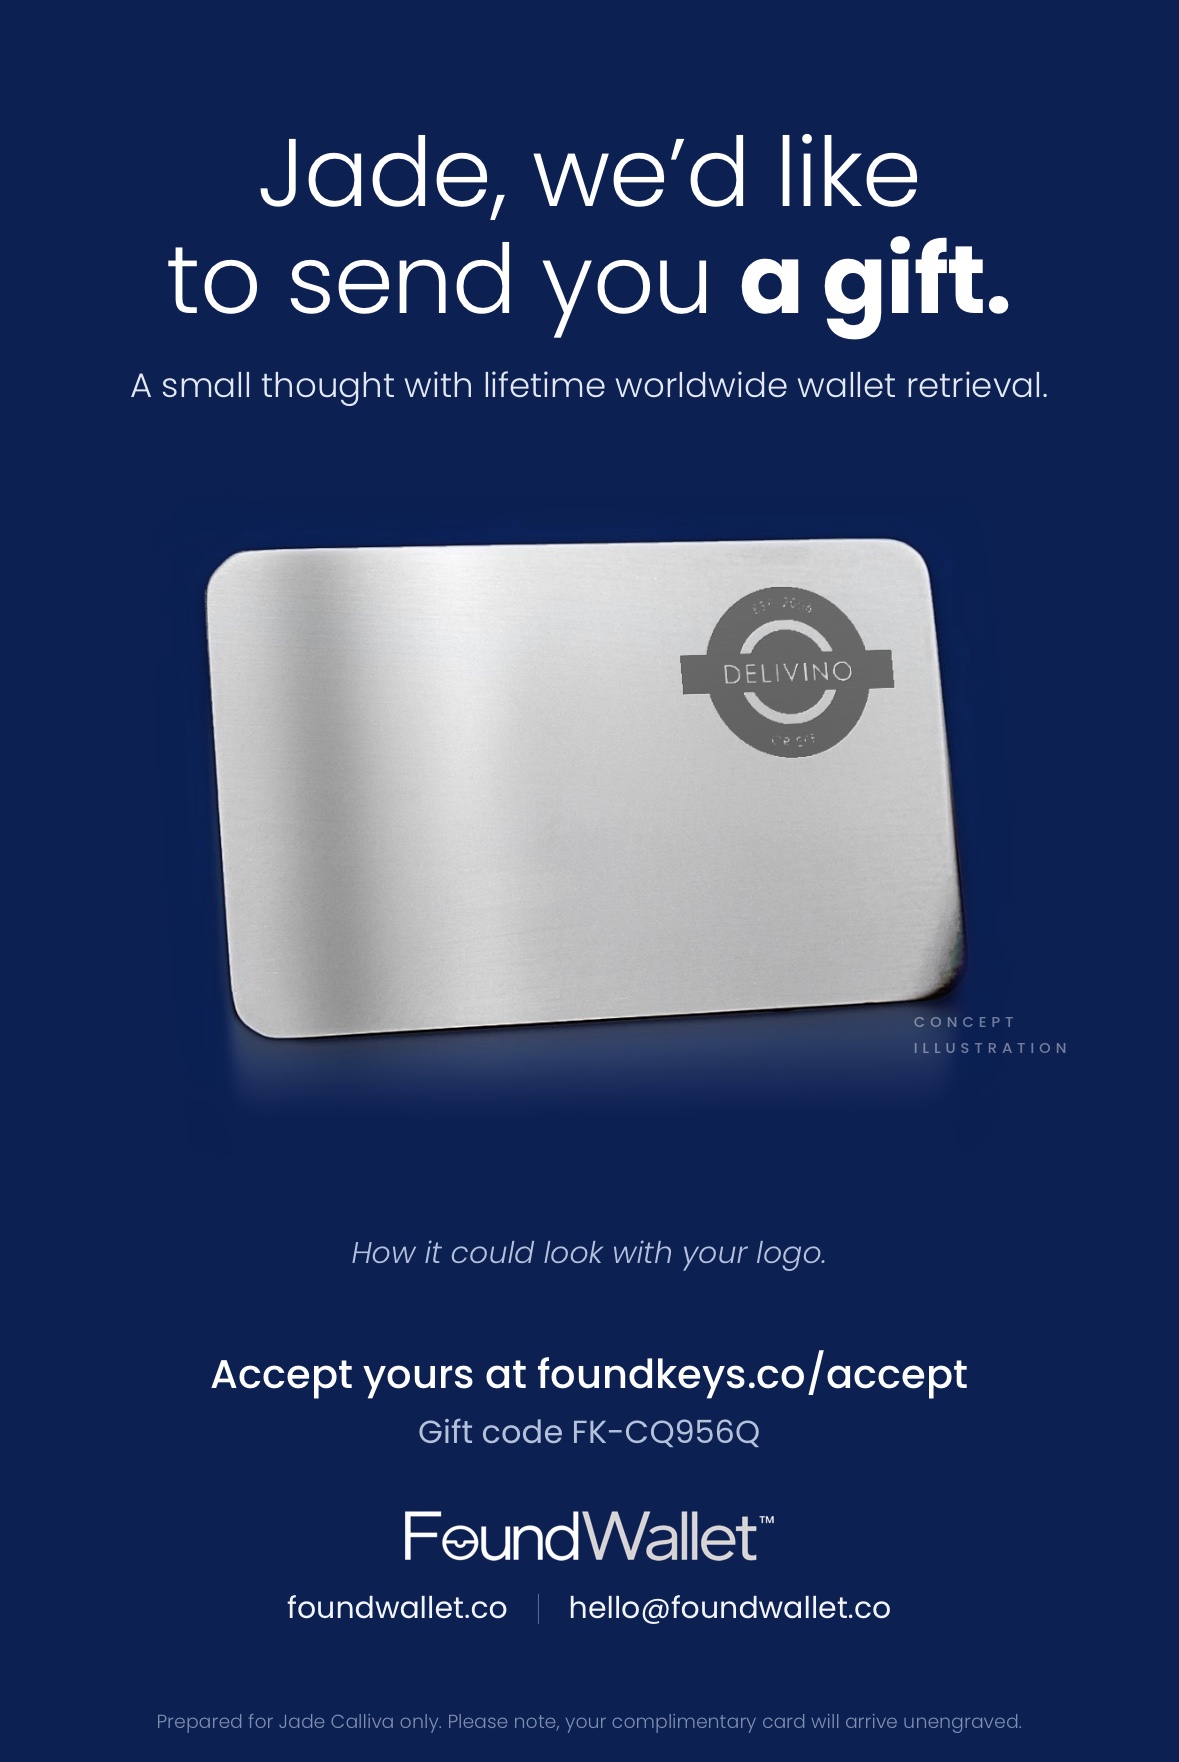 Jade, we’d like
to send you a gift.
A small thought with lifetime worldwide wallet retrieval.
DELIVINO
CONCEPT
ILLUSTRATION
How it could look with your logo.
Accept yours at foundkeys.co/accept
Gift code FK-CQ956Q
FoundWallet™
foundwallet.co | hello@foundwallet.co
Prepared for Jade Calliva only. Please note, your complimentary card will arrive unengraved.